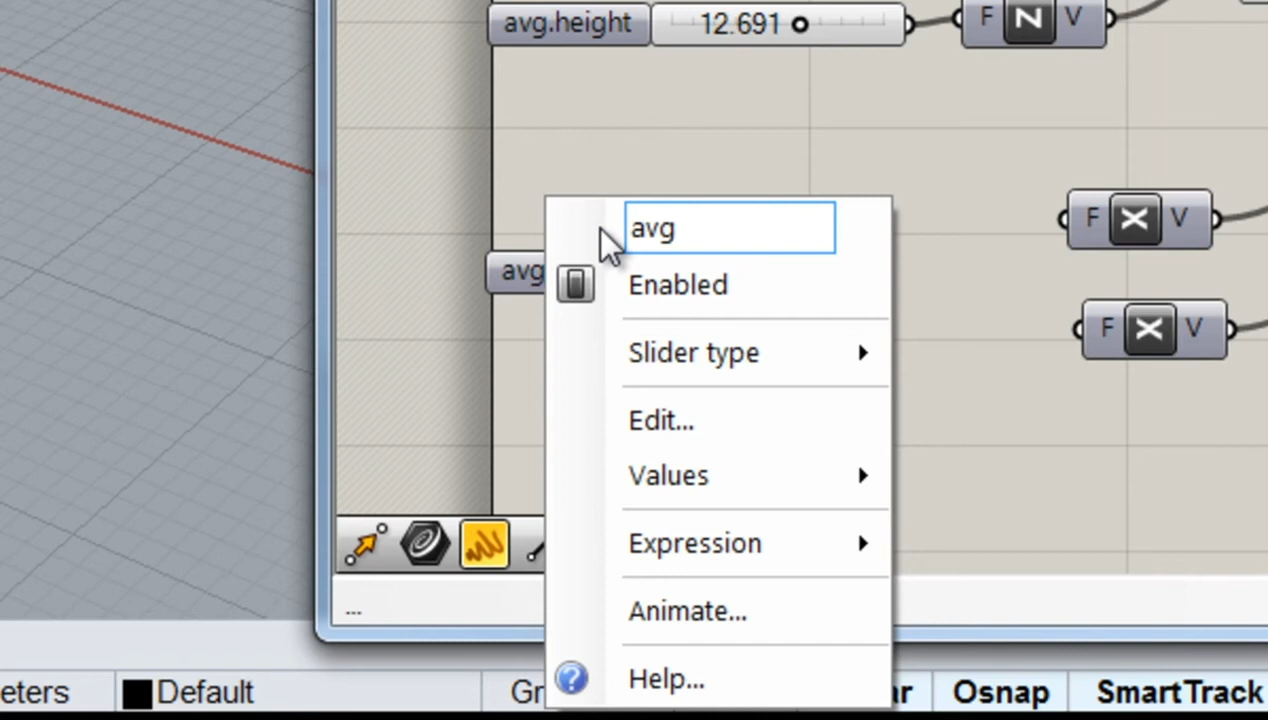 avg.height 12.691 F V
avg
F V
Enabled
avg
F V
Slider type
Edit...
Values
Expression
Animate...
...
Help...
eters Default Gr ar Osnap SmartTrack